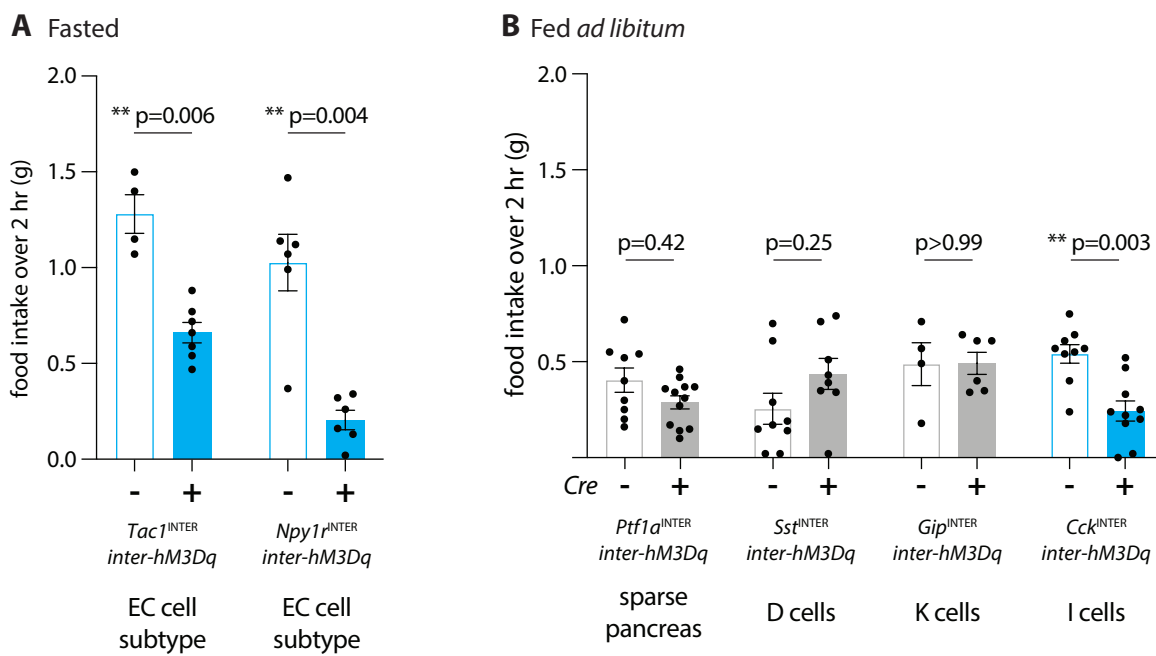 A Fasted
2.0
1.5
1.0
0.5
0.0
food intake over 2 hr (g)
** p=0.006
** p=0.004
- + - +
Tac1INTER
inter-hM3Dq
Npy1rINTER
inter-hM3Dq
EC cell
subtype
EC cell
subtype
B Fed ad libitum
2.0
1.5
1.0
0.5
food intake over 2 hr (g)
p=0.42
p=0.25
p>0.99
** p=0.003
Cre - + - + - + - +
Ptf1aINTER
inter-hM3Dq
SstINTER
inter-hM3Dq
GipINTER
inter-hM3Dq
CckINTER
inter-hM3Dq
sparse
pancreas
D cells
K cells
I cells